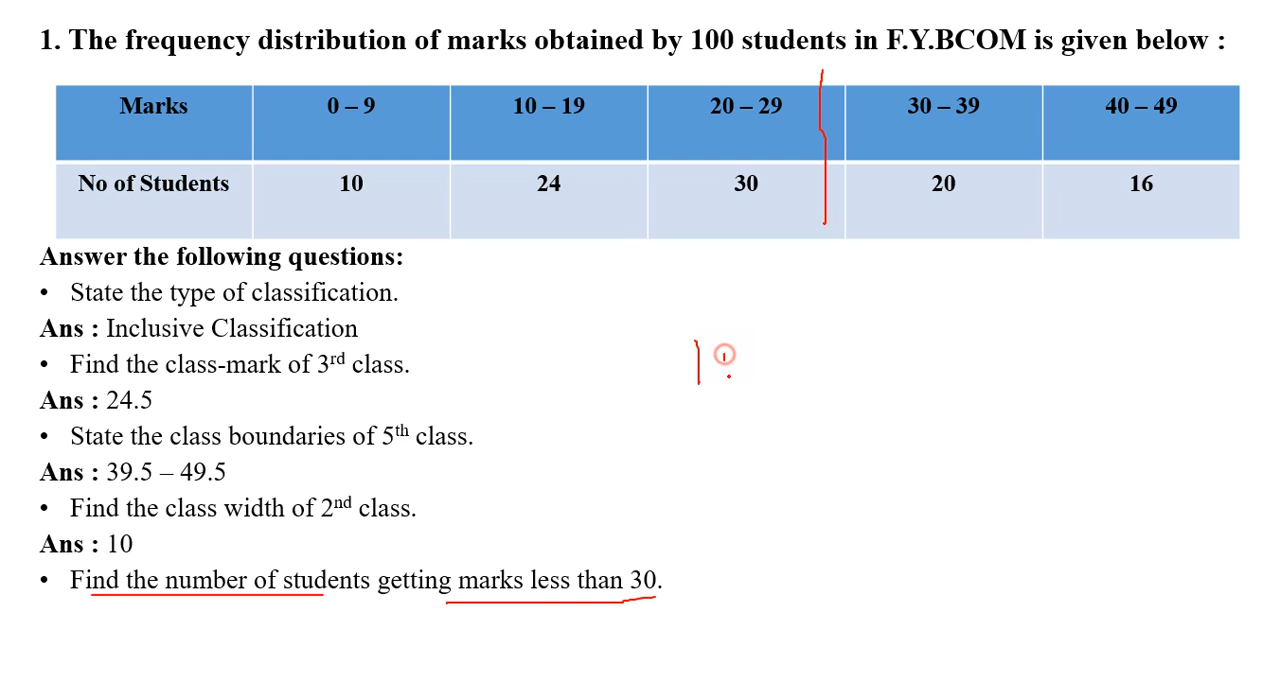 1. The frequency distribution of marks obtained by 100 students in F.Y.BCOM is given below :
Marks 0 – 9 10 – 19 20 – 29 30 – 39 40 – 49
No of Students 10 24 30 20 16
Answer the following questions:
• State the type of classification.
Ans : Inclusive Classification
• Find the class-mark of 3rd class.
Ans : 24.5
• State the class boundaries of 5th class.
Ans : 39.5 – 49.5
• Find the class width of 2nd class.
Ans : 10
• Find the number of students getting marks less than 30.